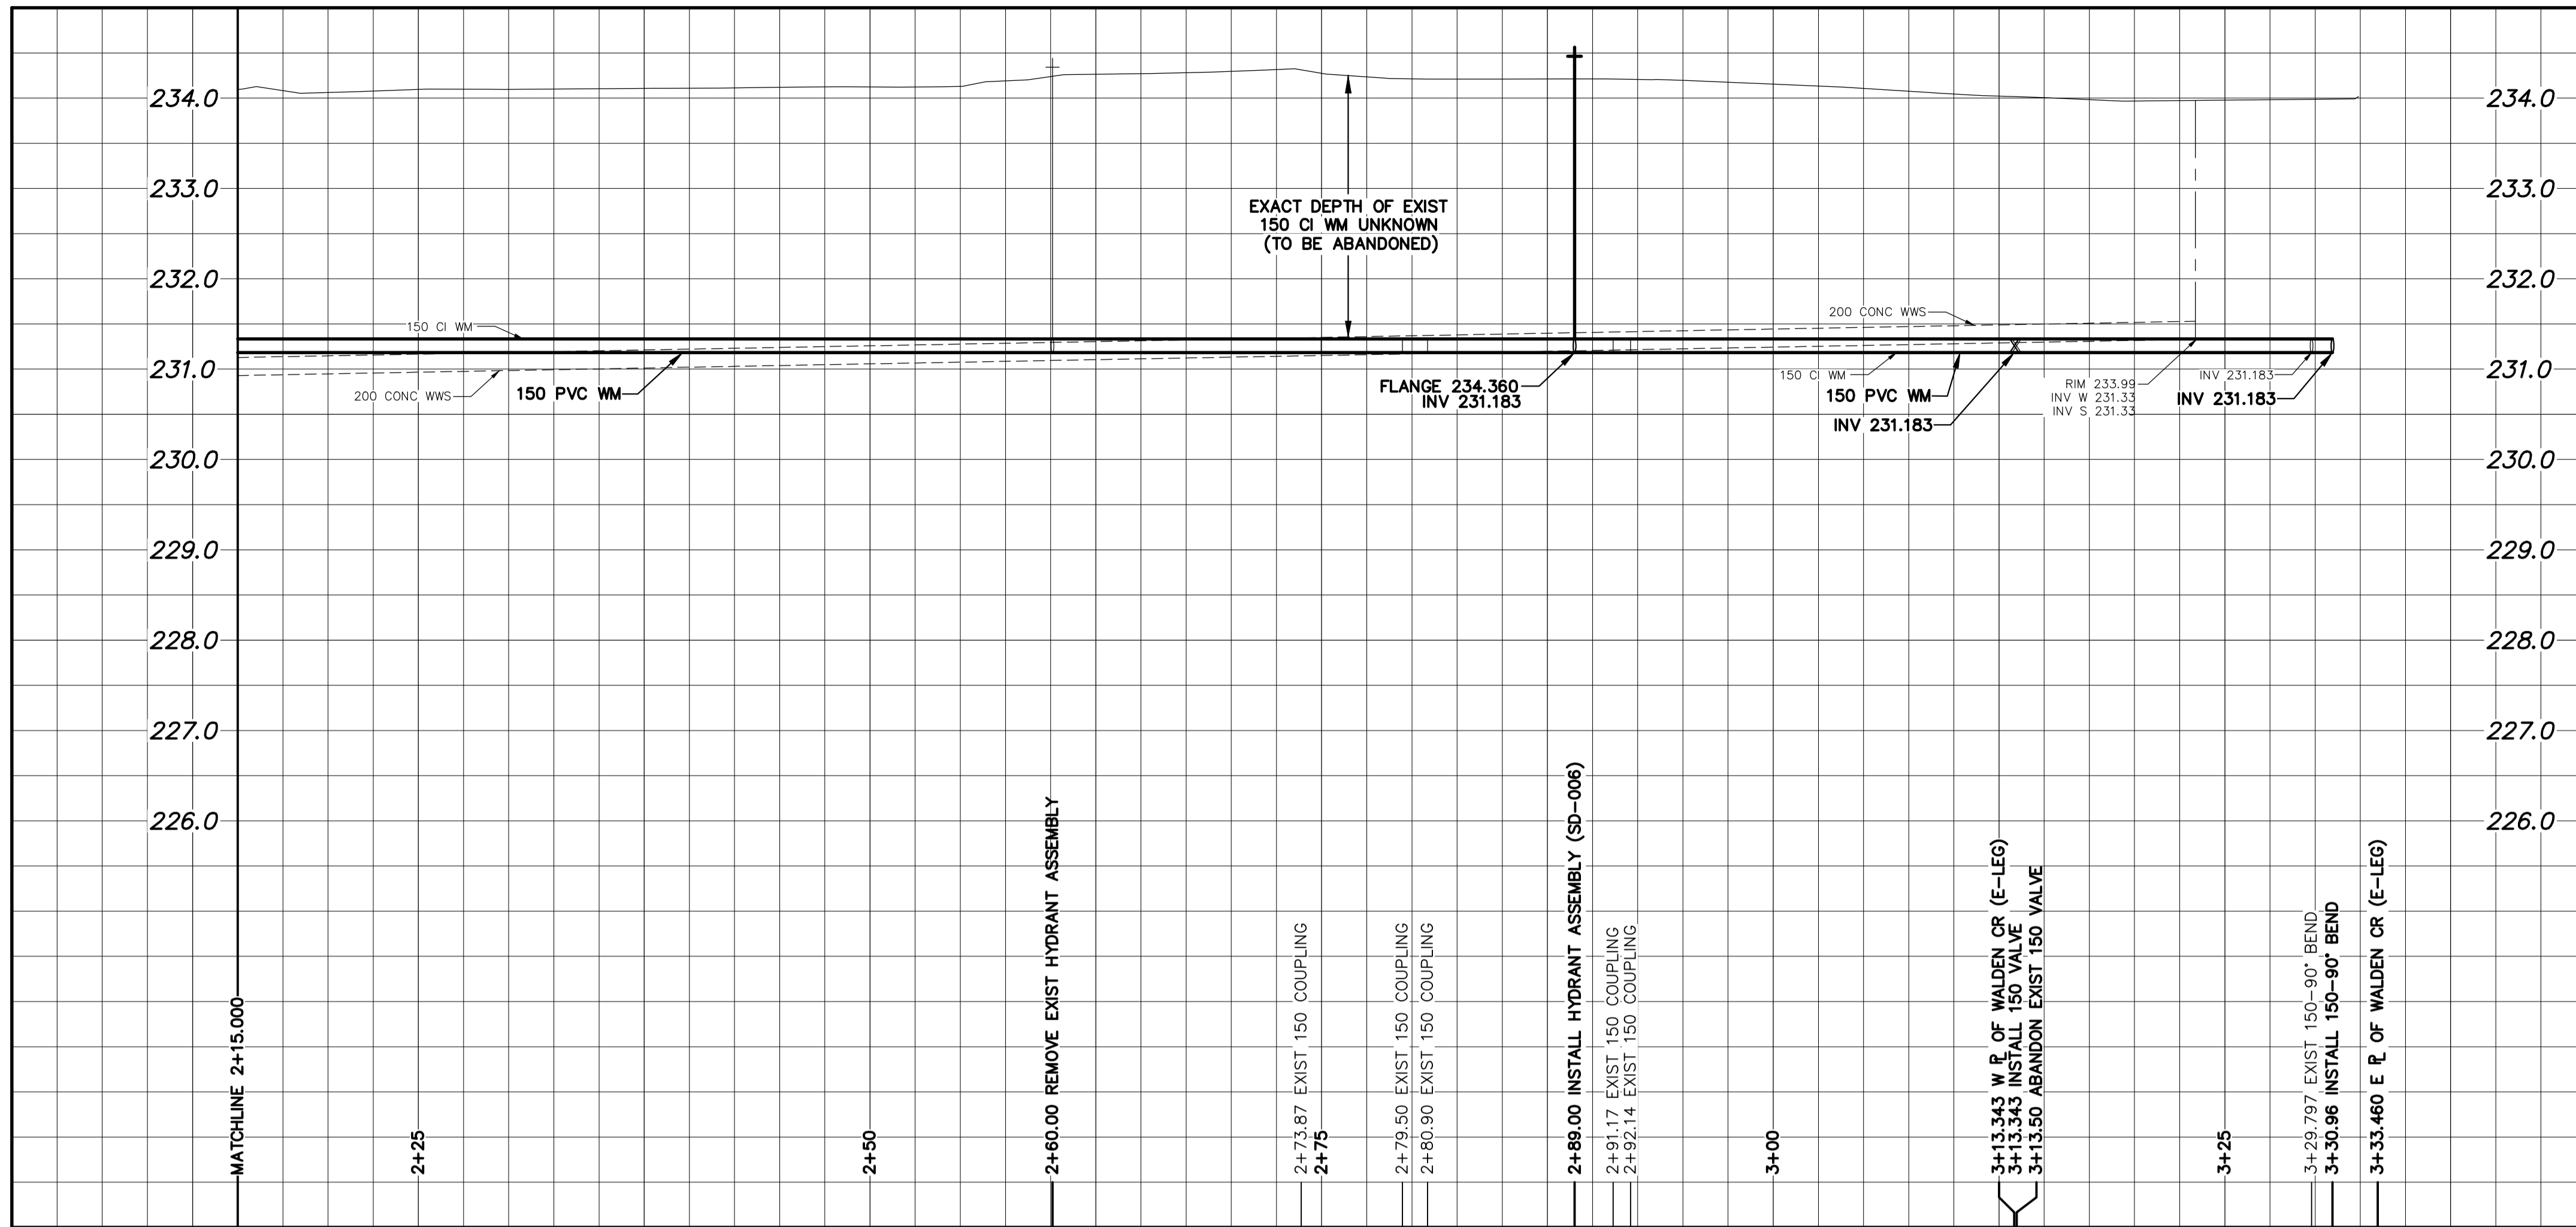 234.0
234.0
233.0
233.0
EXACT DEPTH OF EXIST
150 CI WM UNKNOWN
(TO BE ABANDONED)
232.0
232.0
150 CI WM
200 CONC WWS
231.0
231.0
200 CONC WWS
150 PVC WM
FLANGE 234.360
INV 231.183
150 CI WM
150 PVC WM
INV 231.183
RIM 233.99
INV W 231.33
INV S 231.33
INV 231.183
INV 231.183
230.0
230.0
229.0
229.0
228.0
228.0
227.0
227.0
226.0
226.0
MATCHLINE 2+15.000
2+25
2+50
2+60.00 REMOVE EXIST HYDRANT ASSEMBLY
2+73.87 EXIST 150 COUPLING
2+75
2+79.50 EXIST 150 COUPLING
2+80.90 EXIST 150 COUPLING
2+89.00 INSTALL HYDRANT ASSEMBLY (SD-006)
2+91.17 EXIST 150 COUPLING
2+92.14 EXIST 150 COUPLING
3+00
3+13.343 W ⅊ OF WALDEN CR (E-LEG)
3+13.343 INSTALL 150 VALVE
3+13.50 ABANDON EXIST 150 VALVE
3+25
3+29.797 EXIST 150-90° BEND
3+30.96 INSTALL 150-90° BEND
3+33.460 E ⅊ OF WALDEN CR (E-LEG)